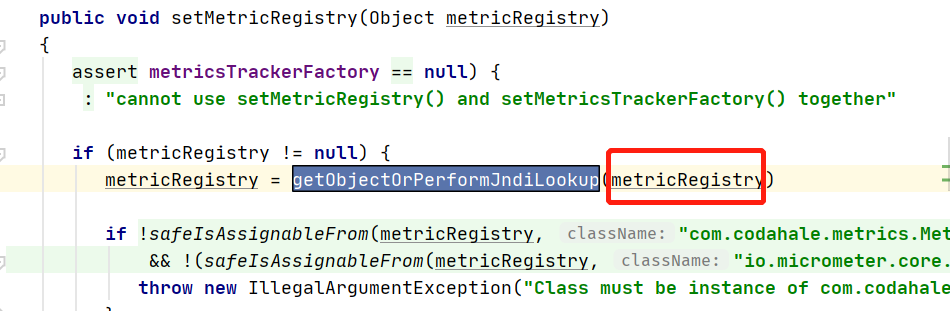 public void setMetricRegistry(Object metricRegistry)
{
assert metricsTrackerFactory == null) {
: "cannot use setMetricRegistry() and setMetricsTrackerFactory() together"
if (metricRegistry != null) {
metricRegistry = getObjectOrPerformJndiLookup(metricRegistry)
if !safeIsAssignableFrom(metricRegistry, className: "com.codahale.metrics.Met
&& !(safeIsAssignableFrom(metricRegistry, className: "io.micrometer.core.
throw new IllegalArgumentException("Class must be instance of com.codahale